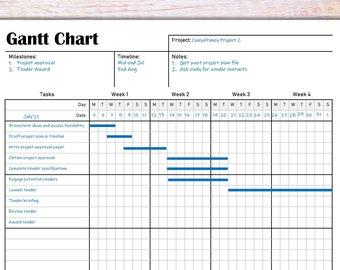 Gantt Chart
Project: Consultancy Project 2
Milestones: Timeline: Notes:
1. Project approval Mid-end Jul 1. Get past project plan file
2. Tender Award End Aug 2. Ask Cody for vendor contacts
Tasks Week 1 Week 2 Week 3 Week 4
Day M T W T F S S M T W T F S S M T W T F S S M T W T F S S
July'23 Date 5 6 7 8 9 10 11 12 13 14 15 16 17 18 19 20 21 22 23 24 25 26 27 28 29 30 31 1
Brainstorm ideas and assess feasibility
Draft project plan & timeline
Write project approval paper
Obtain project approval
Complete tender specifications
Engage potential vendors
Launch tender
Tender briefing
Review tender
Award tender